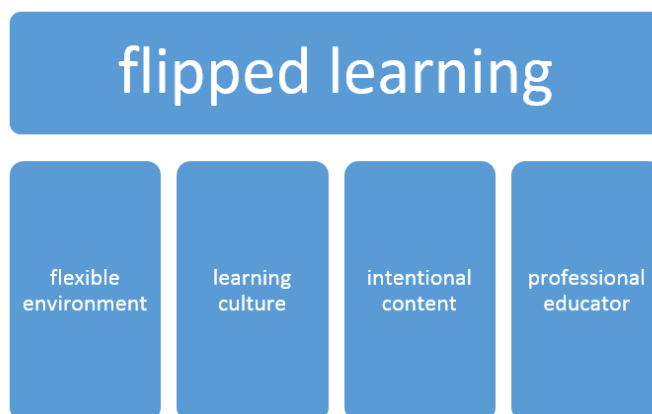 flipped learning
flexible
environment
learning
culture
intentional
content
professional
educator